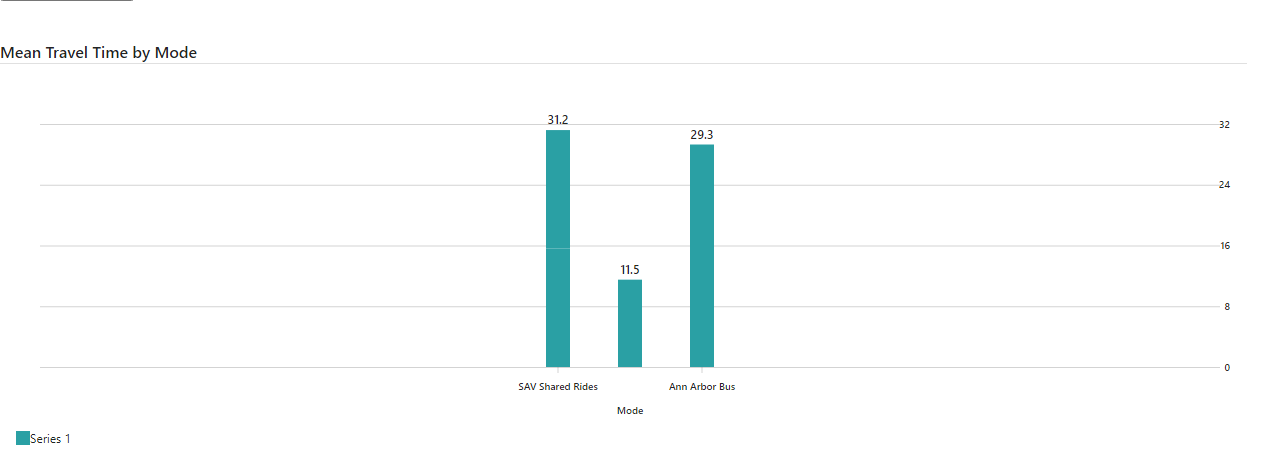 Mean Travel Time by Mode
31.2
29.3
11.5
32
24
16
8
0
SAV Shared Rides
Ann Arbor Bus
Mode
Series 1